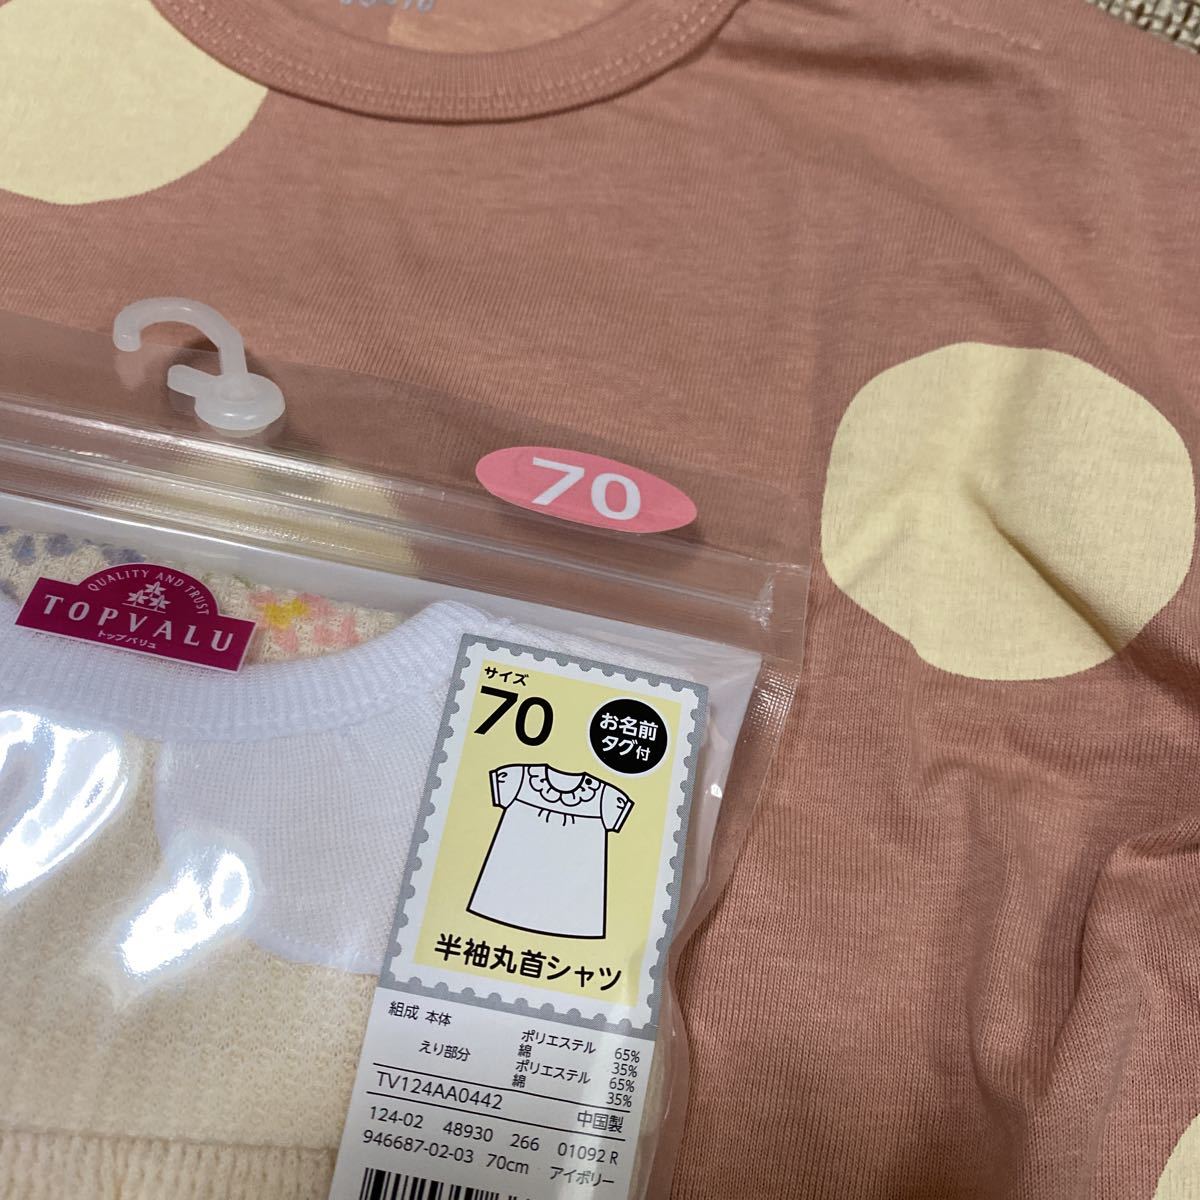 70
QUALITY AND TRUST
TOPVALU
トップバリュ
サイズ
70
お名前
タグ付
半袖丸首シャツ
組成 本体 ポリエステル 65%
綿 35%
えり部分 ポリエステル 65%
綿 35%
TV124AA0442 中国製
124-02 48930 266 01092 R
946687-02-03 70cm アイボリー